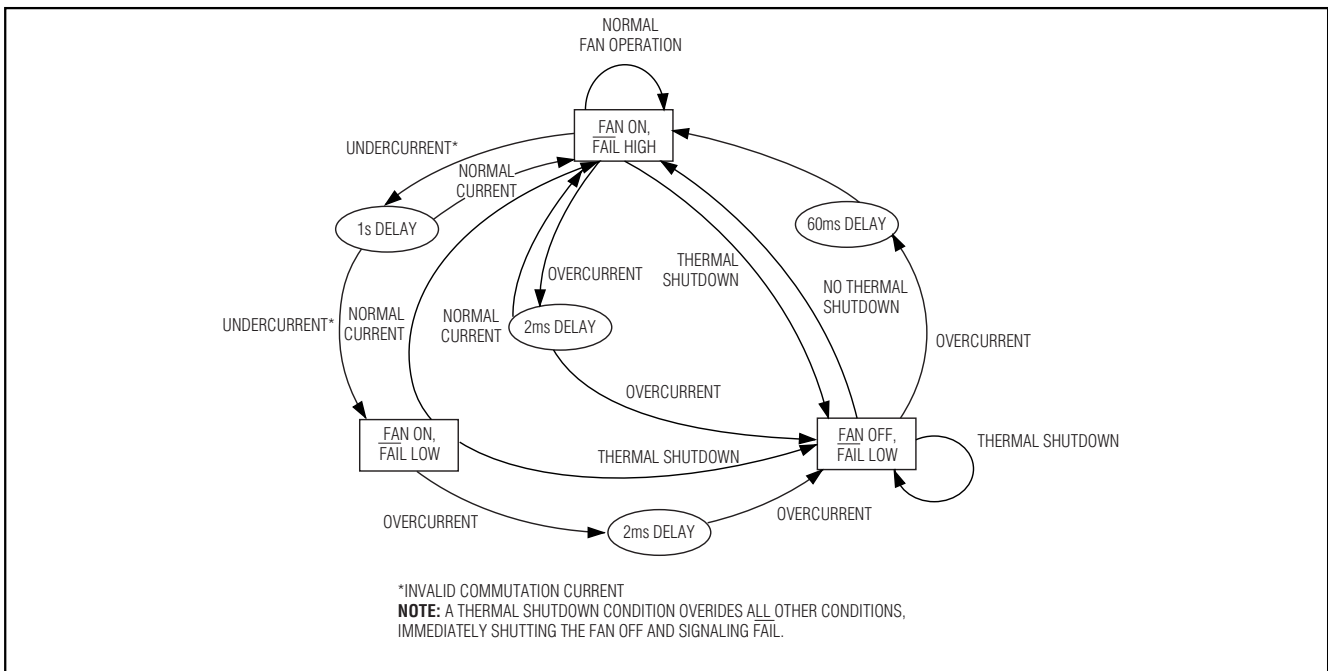 NORMAL
FAN OPERATION
FAN ON,
FAIL HIGH
UNDERCURRENT*
NORMAL
CURRENT
1s DELAY
60ms DELAY
THERMAL
SHUTDOWN
OVERCURRENT
NO THERMAL
SHUTDOWN
UNDERCURRENT*
NORMAL
CURRENT
NORMAL
CURRENT
2ms DELAY
OVERCURRENT
OVERCURRENT
FAN ON,
FAIL LOW
FAN OFF,
FAIL LOW
THERMAL SHUTDOWN
THERMAL SHUTDOWN
OVERCURRENT
2ms DELAY
OVERCURRENT
*INVALID COMMUTATION CURRENT
NOTE: A THERMAL SHUTDOWN CONDITION OVERIDES ALL OTHER CONDITIONS,
IMMEDIATELY SHUTTING THE FAN OFF AND SIGNALING FAIL.